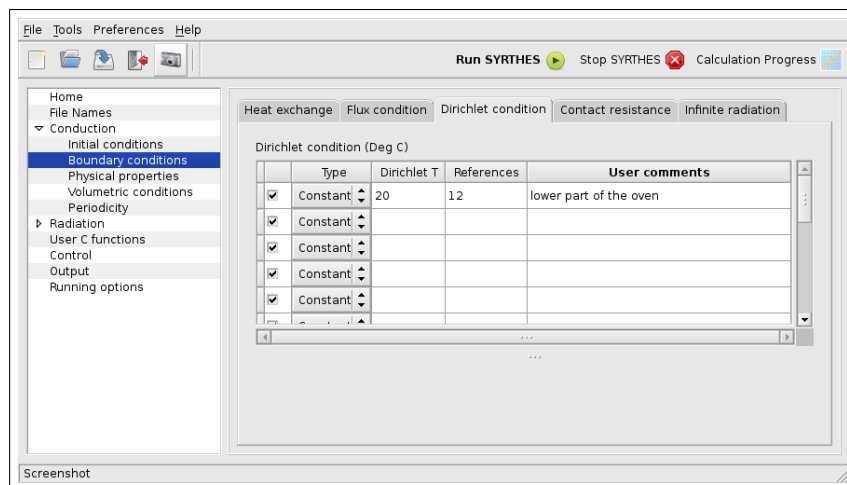 File Tools Preferences Help
Run SYRTHES Stop SYRTHES Calculation Progress
Home
File Names
Conduction
Initial conditions
Boundary conditions
Physical properties
Volumetric conditions
Periodicity
Radiation
User C functions
Control
Output
Running options
Heat exchange Flux condition Dirichlet condition Contact resistance Infinite radiation
Dirichlet condition (Deg C)
Type Dirichlet T References User comments
Constant 20 12 lower part of the oven
Constant
Constant
Constant
Constant
Screenshot